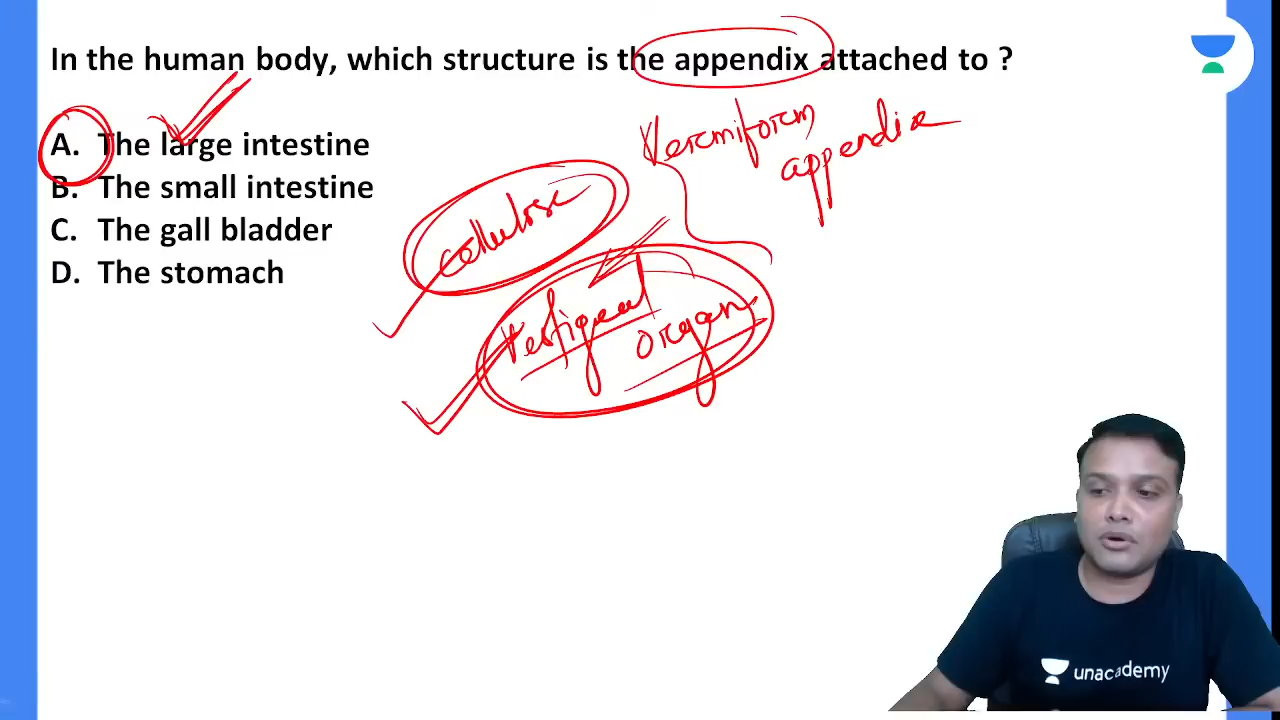 In the human body, which structure is the appendix attached to ?
A. The large intestine
B. The small intestine
C. The gall bladder
D. The stomach
Vermiform
appendix
cellulose
Vestigeal
organ
unacademy